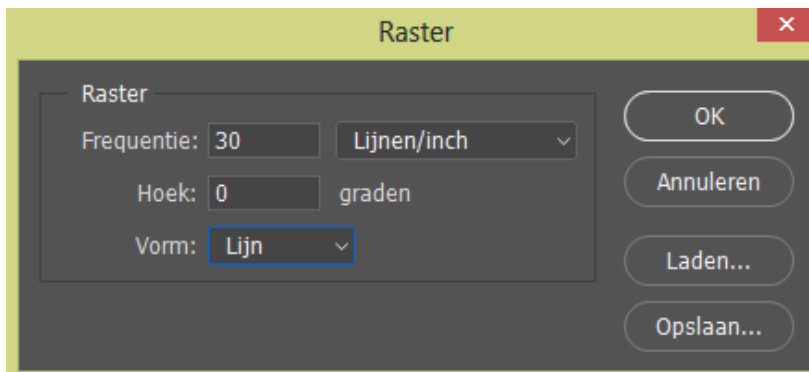 Raster
Raster
Frequentie: 30 Lijnen/inch
Hoek: 0 graden
Vorm: Lijn
OK
Annuleren
Laden...
Opslaan...